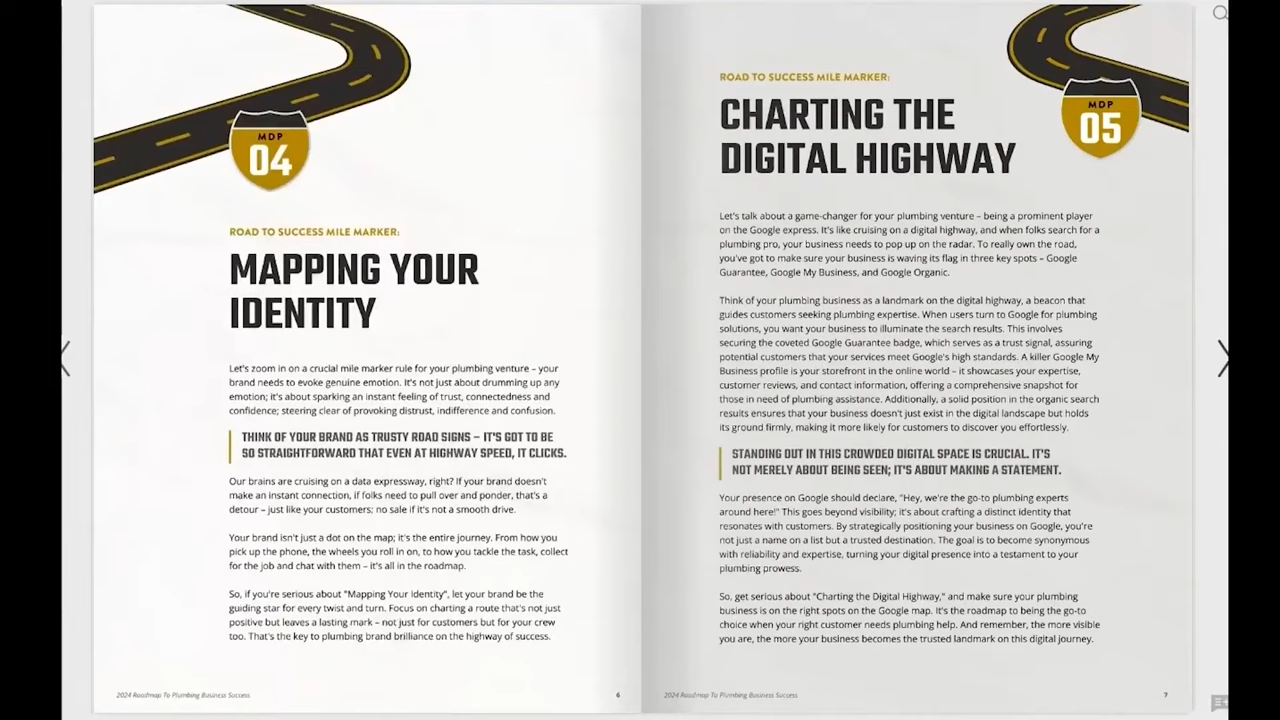 MDP
04
ROAD TO SUCCESS MILE MARKER:
MAPPING YOUR
IDENTITY
Let's zoom in on a crucial mile marker rule for your plumbing venture – your
brand needs to evoke genuine emotion. It's not just about drumming up any
emotion; it's about sparking an instant feeling of trust, connectedness and
confidence; steering clear of provoking distrust, indifference and confusion.
THINK OF YOUR BRAND AS TRUSTY ROAD SIGNS – IT'S GOT TO BE
SO STRAIGHTFORWARD THAT EVEN AT HIGHWAY SPEED, IT CLICKS.
Our brains are cruising on a data expressway, right? If your brand doesn't
make an instant connection, if folks need to pull over and ponder, that's a
detour – just like your customers; no sale if it's not a smooth drive.
Your brand isn't just a dot on the map; it's the entire journey. From how you
pick up the phone, the wheels you roll in on, to how you tackle the task, collect
for the job and chat with them – it's all in the roadmap.
So, if you're serious about "Mapping Your Identity", let your brand be the
guiding star for every twist and turn. Focus on charting a route that's not just
positive but leaves a lasting mark – not just for customers but for your crew
too. That's the key to plumbing brand brilliance on the highway of success.
2024 Roadmap To Plumbing Business Success
6
MDP
05
ROAD TO SUCCESS MILE MARKER:
CHARTING THE
DIGITAL HIGHWAY
Let's talk about a game-changer for your plumbing venture – being a prominent player
on the Google express. It's like cruising on a digital highway, and when folks search for a
plumbing pro, your business needs to pop up on the radar. To really own the road,
you've got to make sure your business is waving its flag in three key spots – Google
Guarantee, Google My Business, and Google Organic.
Think of your plumbing business as a landmark on the digital highway, a beacon that
guides customers seeking plumbing expertise. When users turn to Google for plumbing
solutions, you want your business to illuminate the search results. This involves
securing the coveted Google Guarantee badge, which serves as a trust signal, assuring
potential customers that your services meet Google's high standards. A killer Google My
Business profile is your storefront in the online world – it showcases your expertise,
customer reviews, and contact information, offering a comprehensive snapshot for
those in need of plumbing assistance. Additionally, a solid position in the organic search
results ensures that your business doesn't just exist in the digital landscape but holds
its ground firmly, making it more likely for customers to discover you effortlessly.
STANDING OUT IN THIS CROWDED DIGITAL SPACE IS CRUCIAL. IT'S
NOT MERELY ABOUT BEING SEEN; IT'S ABOUT MAKING A STATEMENT.
Your presence on Google should declare, "Hey, we're the go-to plumbing experts
around here!" This goes beyond visibility; it's about crafting a distinct identity that
resonates with customers. By strategically positioning your business on Google, you're
not just a name on a list but a trusted destination. The goal is to become synonymous
with reliability and expertise, turning your digital presence into a testament to your
plumbing prowess.
So, get serious about "Charting the Digital Highway," and make sure your plumbing
business is on the right spots on the Google map. It's the roadmap to being the go-to
choice when your right customer needs plumbing help. And remember, the more visible
you are, the more your business becomes the trusted landmark on this digital journey.
2024 Roadmap To Plumbing Business Success
7